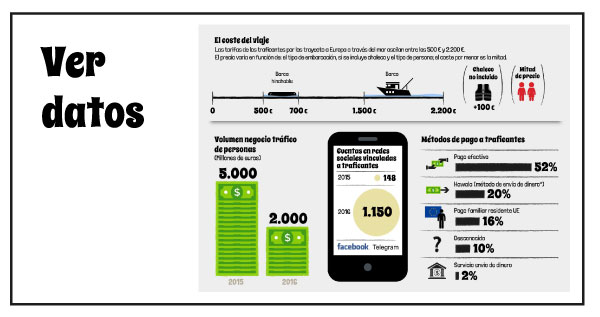 Ver
datos
El coste del viaje
Las tarifas de los traficantes por los trayecto a Europa a través del mar oscilan entre los 500 € y 2.200 €.
El precio varía en función de: el tipo de embarcación, si se incluye chaleco y el tipo de persona; el costo por menor es la mitad.
Barca
hinchable
Barco
Chaleco
no incluido
+100 €
Mitad
de precio
0
500 €
700 €
1.500 €
2.200 €
Volumen negocio tráfico
de personas
(Millones de euros)
5.000
2.000
2015
2016
Cuentas en redes
sociales vinculadas
a traficantes
2015
148
2016
1.150
facebook
Telegram
Métodos de pago a traficantes
Pago efectivo
52%
Hawala (método de envío de dinero*)
20%
Pago familiar residente UE
16%
Desconocido
10%
Servicio envío de dinero
2%